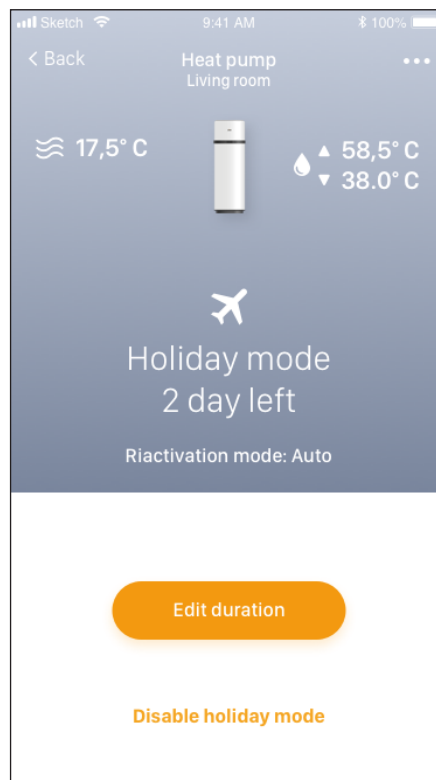 Sketch 9:41 AM 100%
< Back
Heat pump
•••
Living room
17,5° C
▲ 58,5° C
▼ 38.0° C
Holiday mode
2 day left
Riactivation mode: Auto
Edit duration
Disable holiday mode